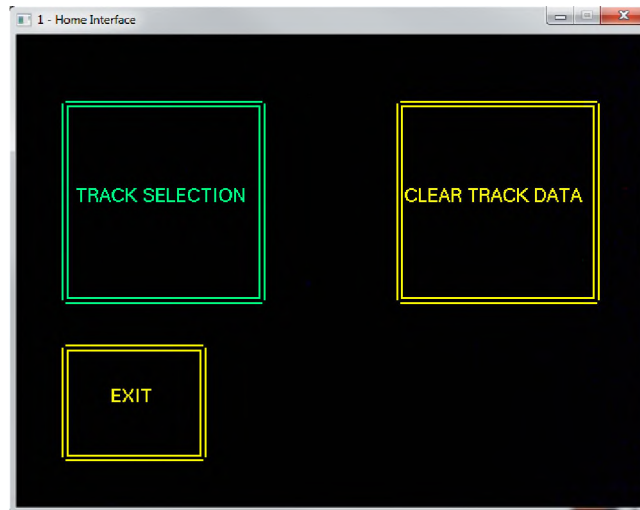 1 - Home Interface
TRACK SELECTION
CLEAR TRACK DATA
EXIT